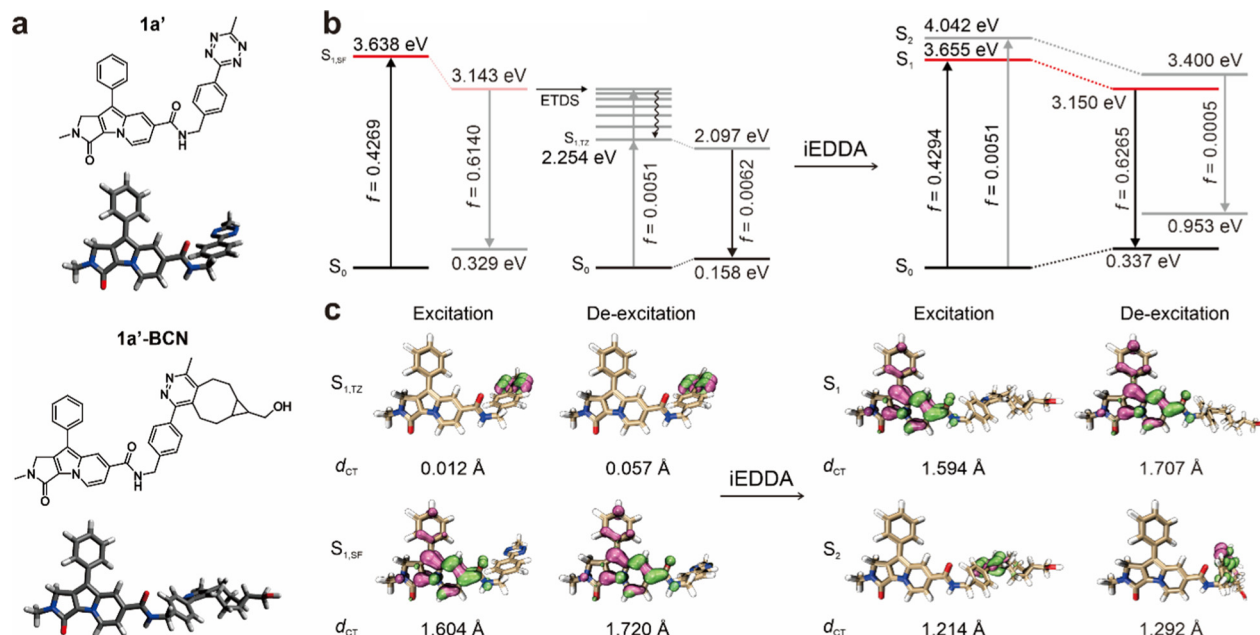 a
1a'
N
N
N
N
O
N
N
N
H
O
1a'-BCN
N
N
OH
O
N
N
N
H
O
b
S1,SF
3.638 eV
3.143 eV
ETDS
f = 0.4269
f = 0.6140
S1,TZ
2.254 eV
2.097 eV
f = 0.0051
f = 0.0062
S0
0.329 eV
S0
0.158 eV
iEDDA
S2
4.042 eV
S1
3.655 eV
3.400 eV
3.150 eV
f = 0.4294
f = 0.0051
f = 0.6265
f = 0.0005
0.953 eV
S0
0.337 eV
c
Excitation
De-excitation
Excitation
De-excitation
S1,TZ
S1
dCT
0.012 Å
0.057 Å
1.594 Å
1.707 Å
iEDDA
S1,SF
S2
dCT
1.604 Å
1.720 Å
dCT
1.214 Å
1.292 Å